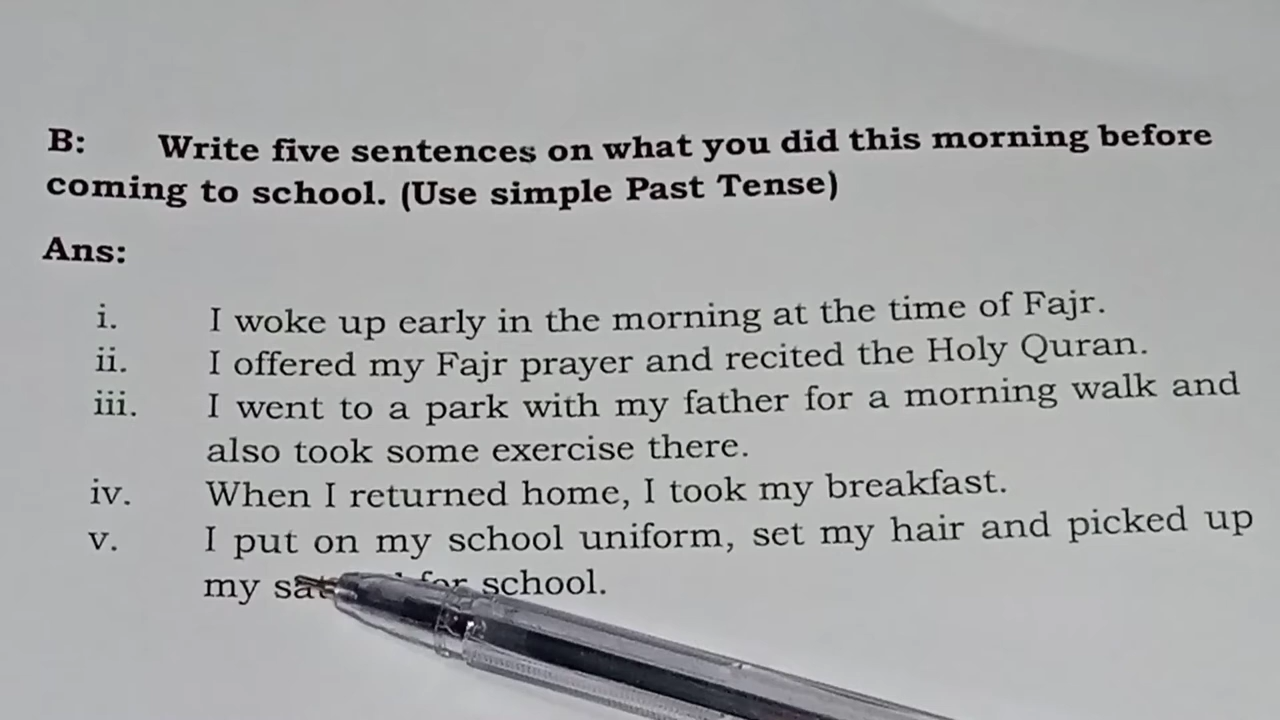 B: Write five sentences on what you did this morning before
coming to school. (Use simple Past Tense)
Ans:
i. I woke up early in the morning at the time of Fajr.
ii. I offered my Fajr prayer and recited the Holy Quran.
iii. I went to a park with my father for a morning walk and
also took some exercise there.
iv. When I returned home, I took my breakfast.
v. I put on my school uniform, set my hair and picked up
my for school.